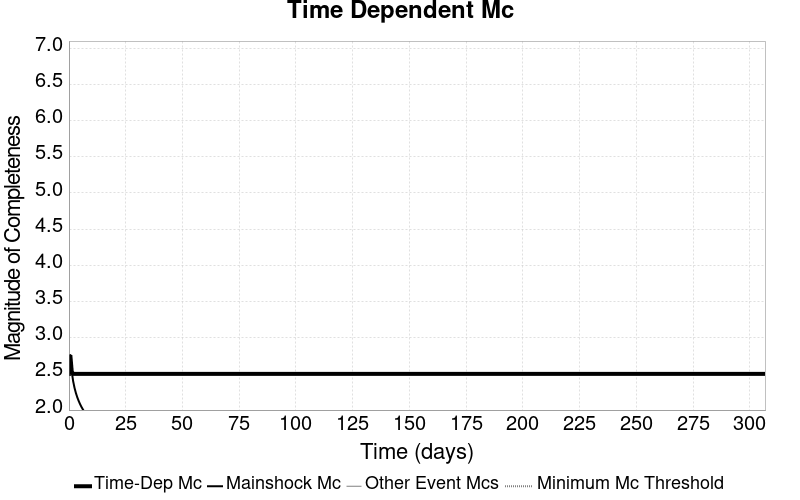 Time Dependent Mc
Magnitude of Completeness
7.0
6.5
6.0
5.5
5.0
4.5
4.0
3.5
3.0
2.5
2.0
0 25 50 75 100 125 150 175 200 225 250 275 300
Time (days)
Time-Dep Mc Mainshock Mc Other Event Mcs Minimum Mc Threshold